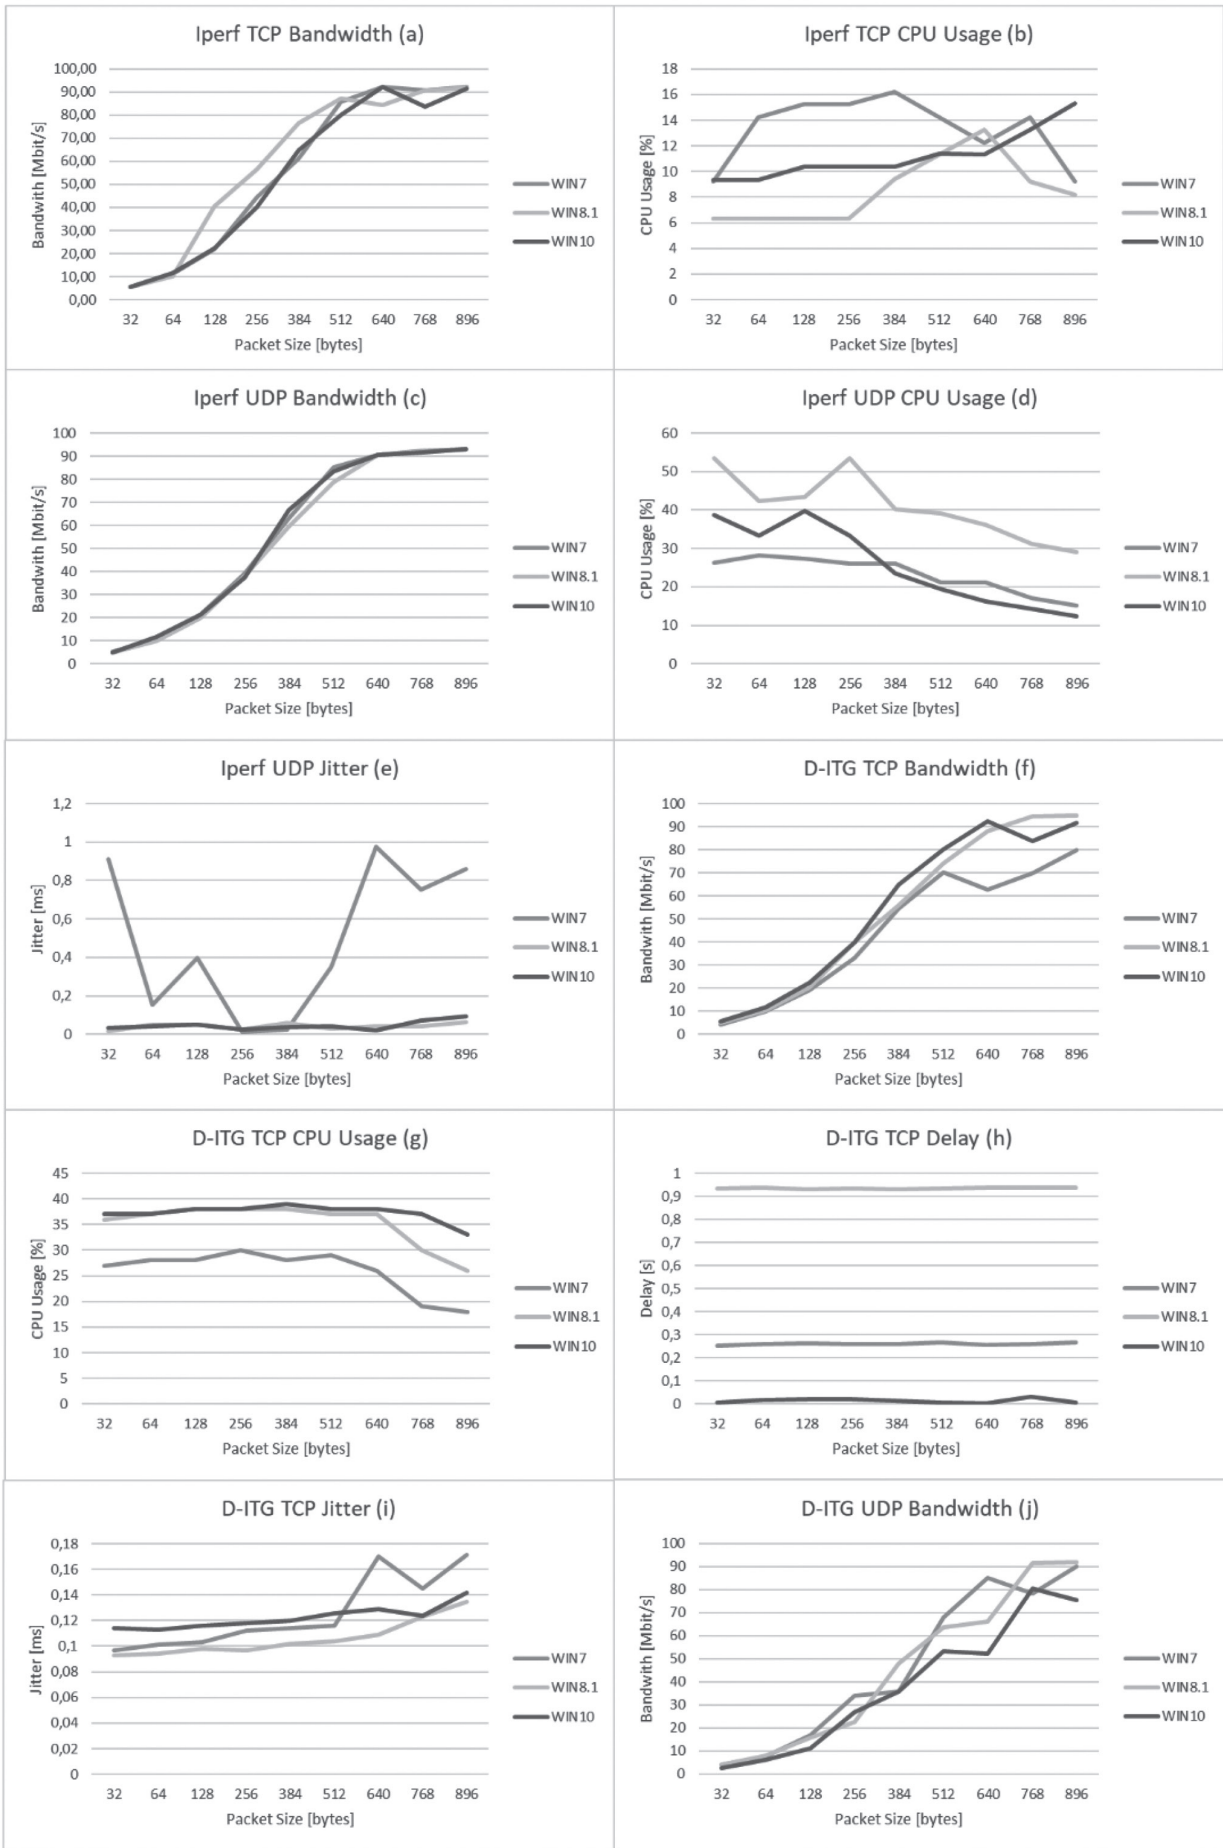 Iperf TCP Bandwidth (a)
Bandwith [Mbit/s]
100,00
90,00
80,00
70,00
60,00
50,00
40,00
30,00
20,00
10,00
0,00
32 64 128 256 384 512 640 768 896
Packet Size [bytes]
WIN7
WIN8.1
WIN10
Iperf TCP CPU Usage (b)
CPU Usage [%]
18
16
14
12
10
8
6
4
2
0
32 64 128 256 384 512 640 768 896
Packet Size [bytes]
WIN7
WIN8.1
WIN10
Iperf UDP Bandwidth (c)
Bandwith [Mbit/s]
100
90
80
70
60
50
40
30
20
10
0
32 64 128 256 384 512 640 768 896
Packet Size [bytes]
WIN7
WIN8.1
WIN10
Iperf UDP CPU Usage (d)
CPU Usage [%]
60
50
40
30
20
10
0
32 64 128 256 384 512 640 768 896
Packet Size [bytes]
WIN7
WIN8.1
WIN10
Iperf UDP Jitter (e)
Jitter [ms]
1,2
1
0,8
0,6
0,4
0,2
0
32 64 128 256 384 512 640 768 896
Packet Size [bytes]
WIN7
WIN8.1
WIN10
D-ITG TCP Bandwidth (f)
Bandwith [Mbit/s]
100
90
80
70
60
50
40
30
20
10
0
32 64 128 256 384 512 640 768 896
Packet Size [bytes]
WIN7
WIN8.1
WIN10
D-ITG TCP CPU Usage (g)
CPU Usage [%]
45
40
35
30
25
20
15
10
5
0
32 64 128 256 384 512 640 768 896
Packet Size [bytes]
WIN7
WIN8.1
WIN10
D-ITG TCP Delay (h)
Delay [s]
1
0,9
0,8
0,7
0,6
0,5
0,4
0,3
0,2
0,1
0
32 64 128 256 384 512 640 768 896
Packet Size [bytes]
WIN7
WIN8.1
WIN10
D-ITG TCP Jitter (i)
Jitter [ms]
0,18
0,16
0,14
0,12
0,1
0,08
0,06
0,04
0,02
0
32 64 128 256 384 512 640 768 896
Packet Size [bytes]
WIN7
WIN8.1
WIN10
D-ITG UDP Bandwidth (j)
Bandwith [Mbit/s]
100
90
80
70
60
50
40
30
20
10
0
32 64 128 256 384 512 640 768 896
Packet Size [bytes]
WIN7
WIN8.1
WIN10